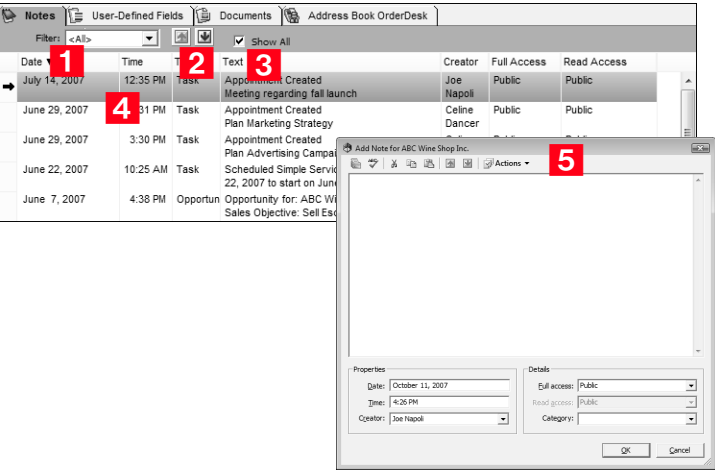 Notes User-Defined Fields Documents Address Book OrderDesk
Filter: <All> Show All
1 2 3
Date Time Text Creator Full Access Read Access
July 14, 2007 12:35 PM Task Appointment Created Joe Public Public
Meeting regarding fall launch Napoli
4
June 29, 2007 31 PM Task Appointment Created Celine Public Public
Plan Marketing Strategy Dancer
June 29, 2007 3:30 PM Task Appointment Created
Plan Advertising Campai
June 22, 2007 10:25 AM Task Scheduled Simple Servic
22, 2007 to start on June
June 7, 2007 4:38 PM Opportun Opportunity for: ABC Wi
Sales Objective: Sell Esc
Add Note for ABC Wine Shop Inc.
5
Actions
Properties Details
Date: October 11, 2007 Full access: Public
Time: 4:26 PM Read access: Public
Creator: Joe Napoli Category:
OK Cancel